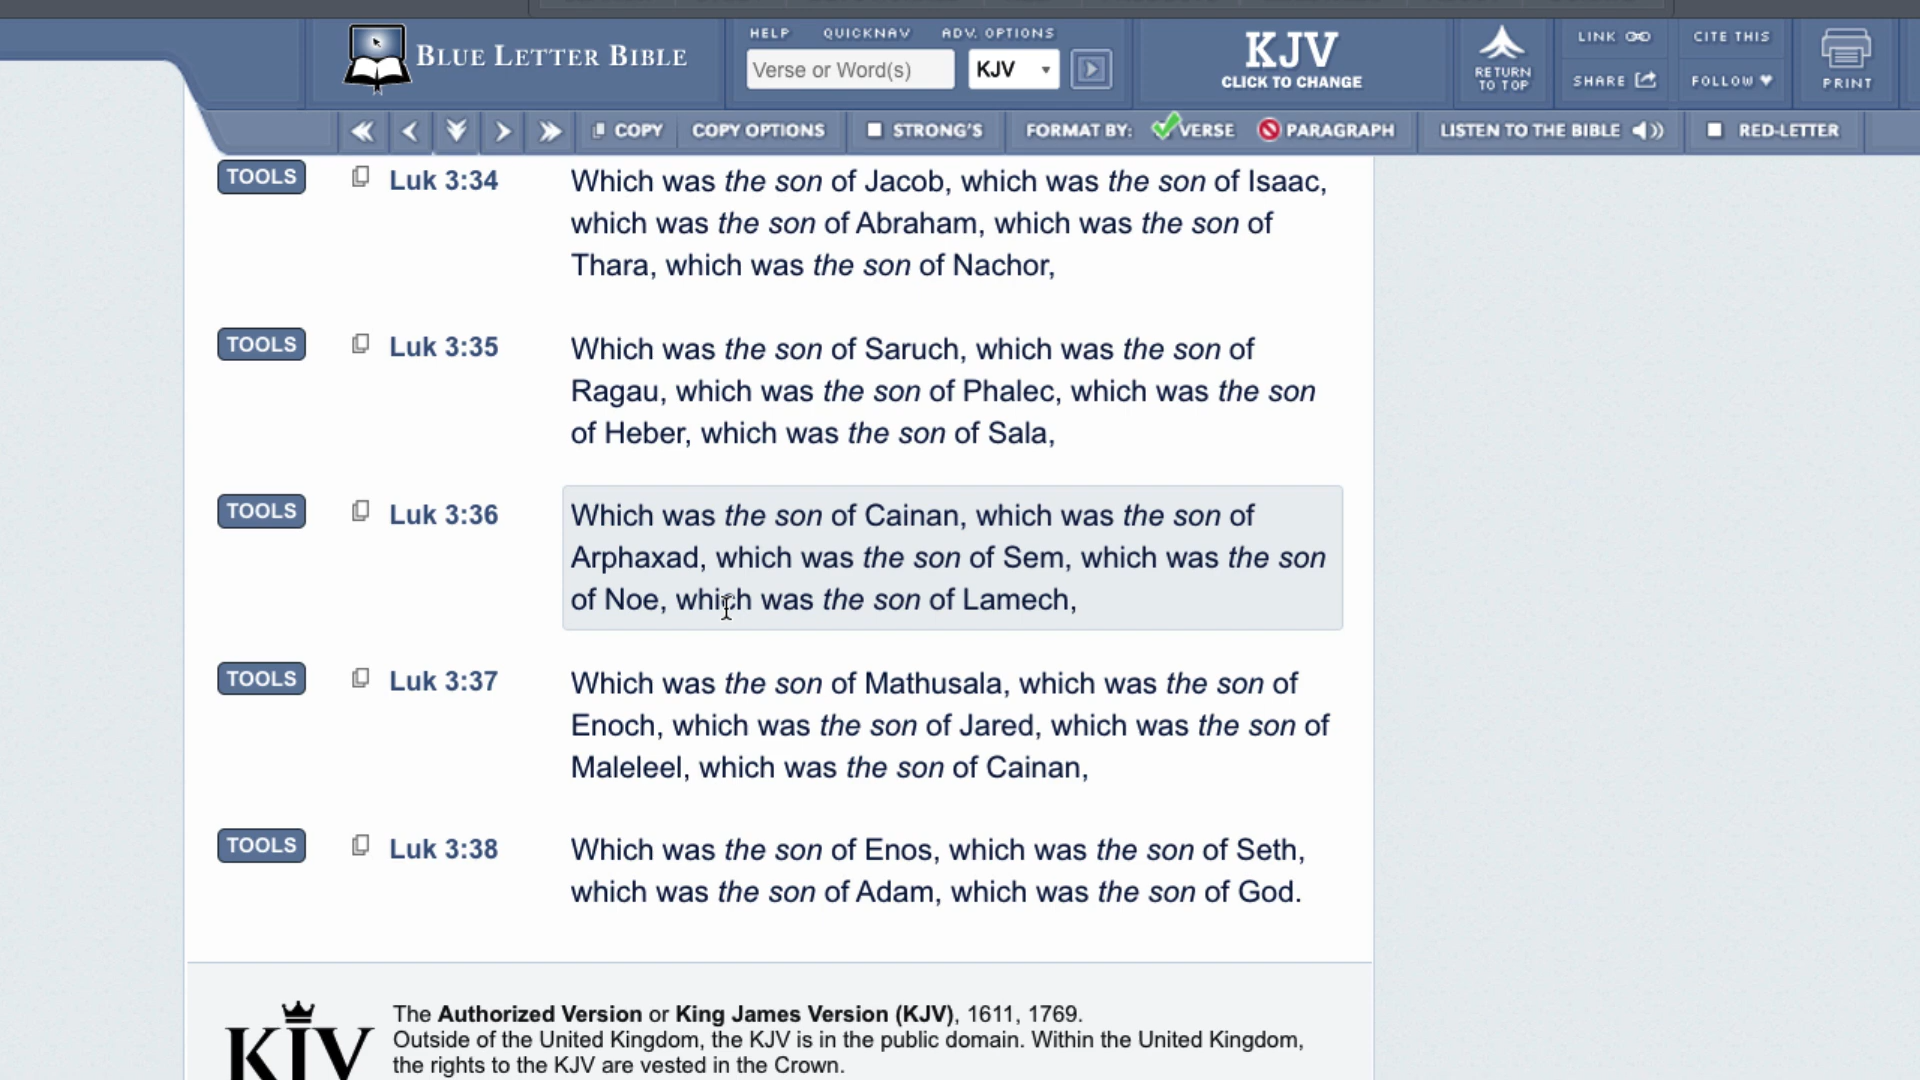 HELP QUICKNAV ADV. OPTIONS
BLUE LETTER BIBLE
Verse or Word(s)
KJV
KJV
CLICK TO CHANGE
RETURN
TO TOP
LINK
SHARE
CITE THIS
FOLLOW
PRINT
COPY COPY OPTIONS STRONG'S FORMAT BY: VERSE PARAGRAPH LISTEN TO THE BIBLE RED-LETTER
TOOLS Luk 3:34 Which was the son of Jacob, which was the son of Isaac,
which was the son of Abraham, which was the son of
Thara, which was the son of Nachor,
TOOLS Luk 3:35 Which was the son of Saruch, which was the son of
Ragau, which was the son of Phalec, which was the son
of Heber, which was the son of Sala,
TOOLS Luk 3:36 Which was the son of Cainan, which was the son of
Arphaxad, which was the son of Sem, which was the son
of Noe, which was the son of Lamech,
TOOLS Luk 3:37 Which was the son of Mathusala, which was the son of
Enoch, which was the son of Jared, which was the son of
Maleleel, which was the son of Cainan,
TOOLS Luk 3:38 Which was the son of Enos, which was the son of Seth,
which was the son of Adam, which was the son of God.
KJV
The Authorized Version or King James Version (KJV), 1611, 1769.
Outside of the United Kingdom, the KJV is in the public domain. Within the United Kingdom,
the rights to the KJV are vested in the Crown.